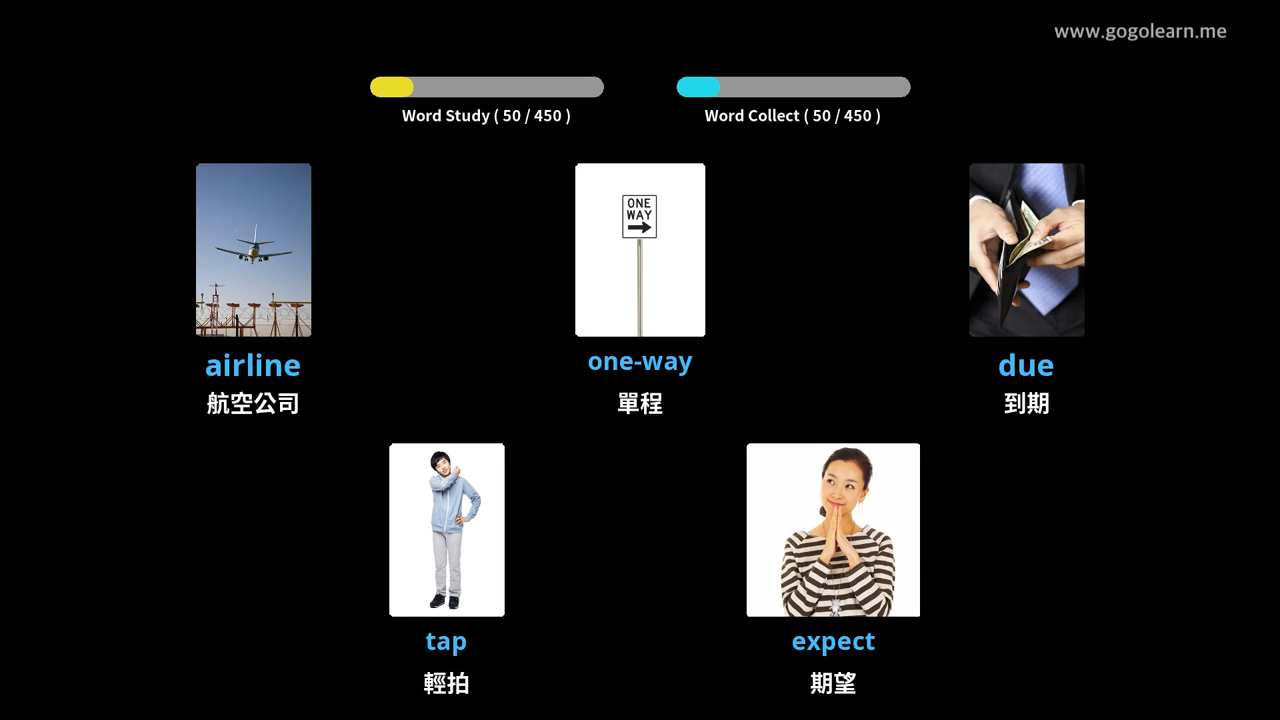 www.gogolearn.me
Word Study ( 50 / 450 )
Word Collect ( 50 / 450 )
ONE
WAY
airline
航空公司
one-way
單程
due
到期
tap
輕拍
expect
期望